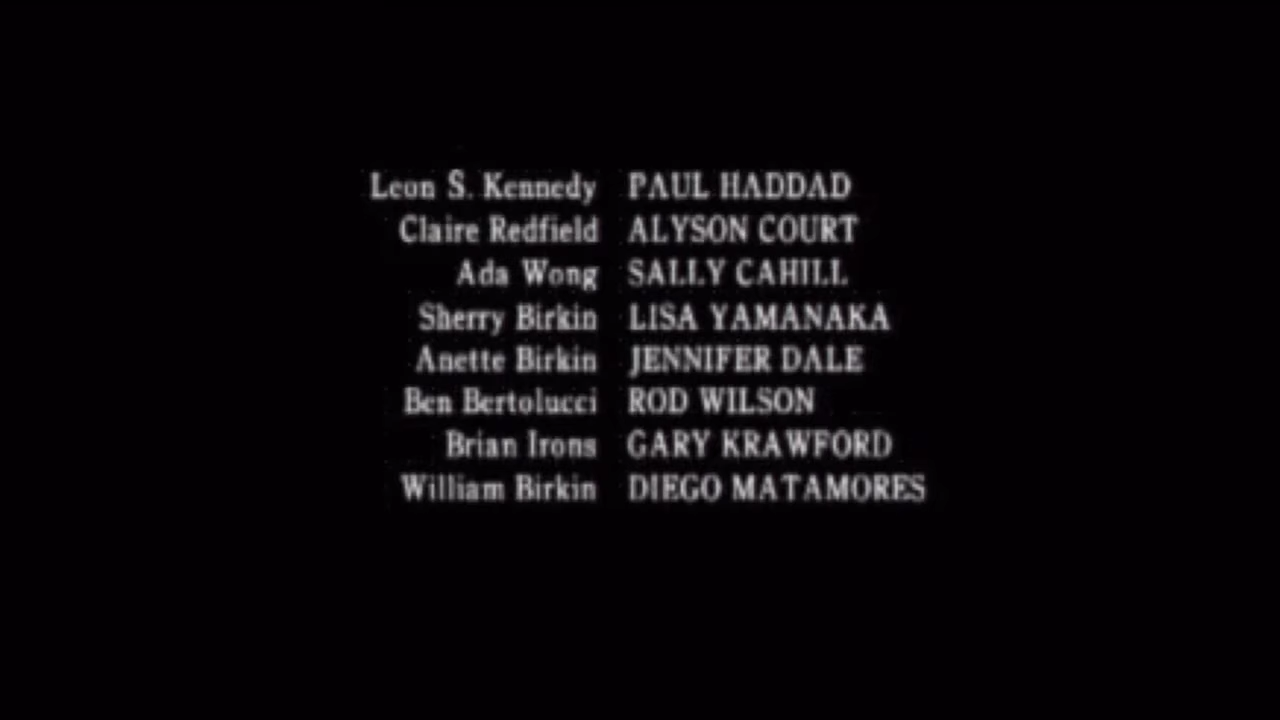 Leon S. Kennedy PAUL HADDAD
Claire Redfield ALYSON COURT
Ada Wong SALLY CAHILL
Sherry Birkin LISA YAMANAKA
Anette Birkin JENNIFER DALE
Ben Bertolucci ROD WILSON
Brian Irons GARY KRAWFORD
William Birkin DIEGO MATAMORES